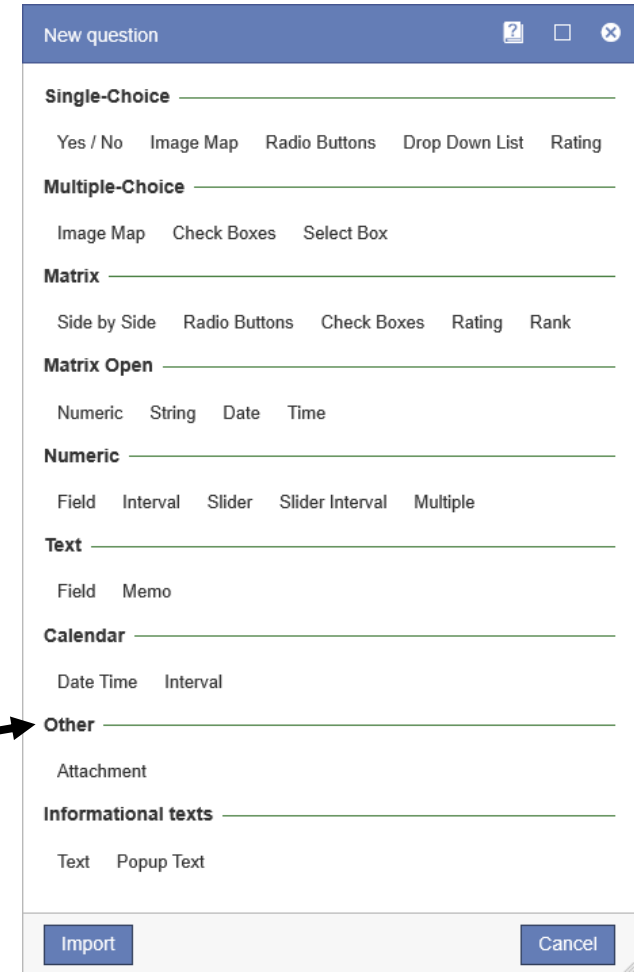 New question
Single-Choice
Yes / No Image Map Radio Buttons Drop Down List Rating
Multiple-Choice
Image Map Check Boxes Select Box
Matrix
Side by Side Radio Buttons Check Boxes Rating Rank
Matrix Open
Numeric String Date Time
Numeric
Field Interval Slider Slider Interval Multiple
Text
Field Memo
Calendar
Date Time Interval
Other
Attachment
Informational texts
Text Popup Text
Import Cancel